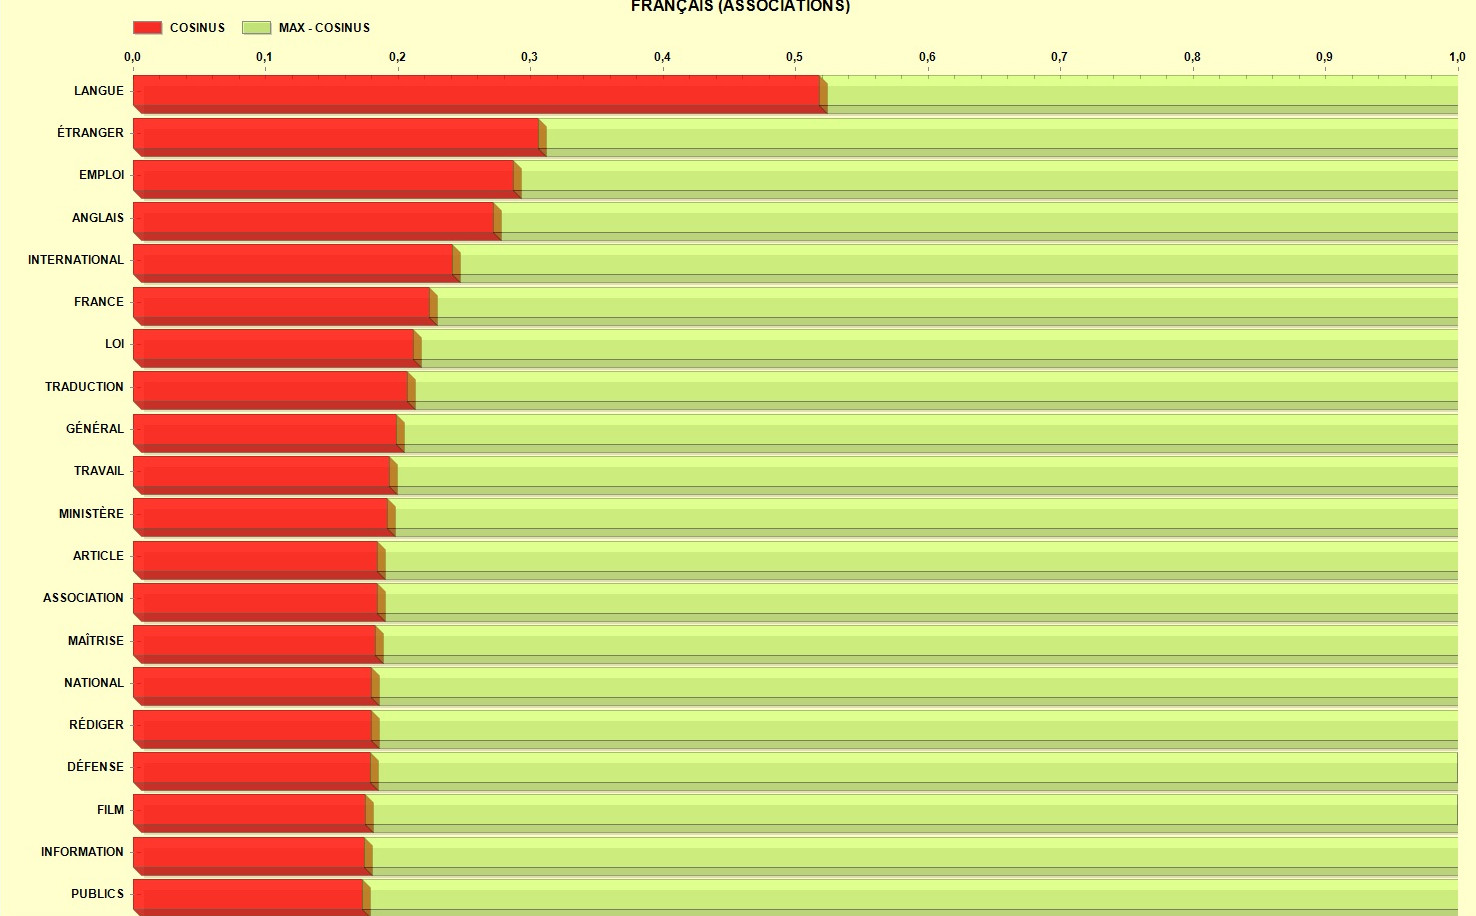 FRANÇAIS (ASSOCIATIONS)
COSINUS MAX - COSINUS
0,0 0,1 0,2 0,3 0,4 0,5 0,6 0,7 0,8 0,9 1,0
LANGUE
ÉTRANGER
EMPLOI
ANGLAIS
INTERNATIONAL
FRANCE
LOI
TRADUCTION
GÉNÉRAL
TRAVAIL
MINISTÈRE
ARTICLE
ASSOCIATION
MAÎTRISE
NATIONAL
RÉDIGER
DÉFENSE
FILM
INFORMATION
PUBLICS